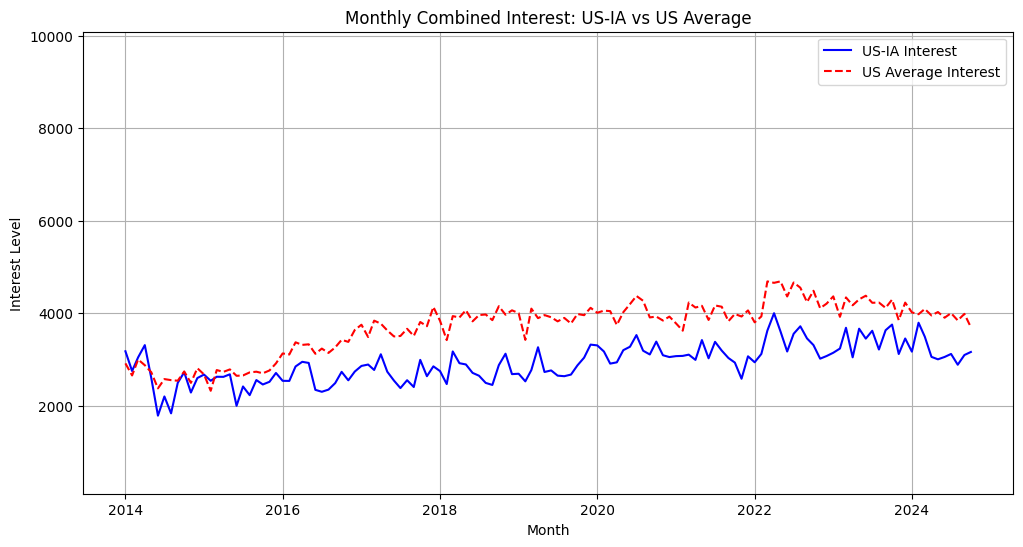 Monthly Combined Interest: US-IA vs US Average
10000
8000
6000
4000
2000
Interest Level
US-IA Interest
US Average Interest
2014 2016 2018 2020 2022 2024
Month